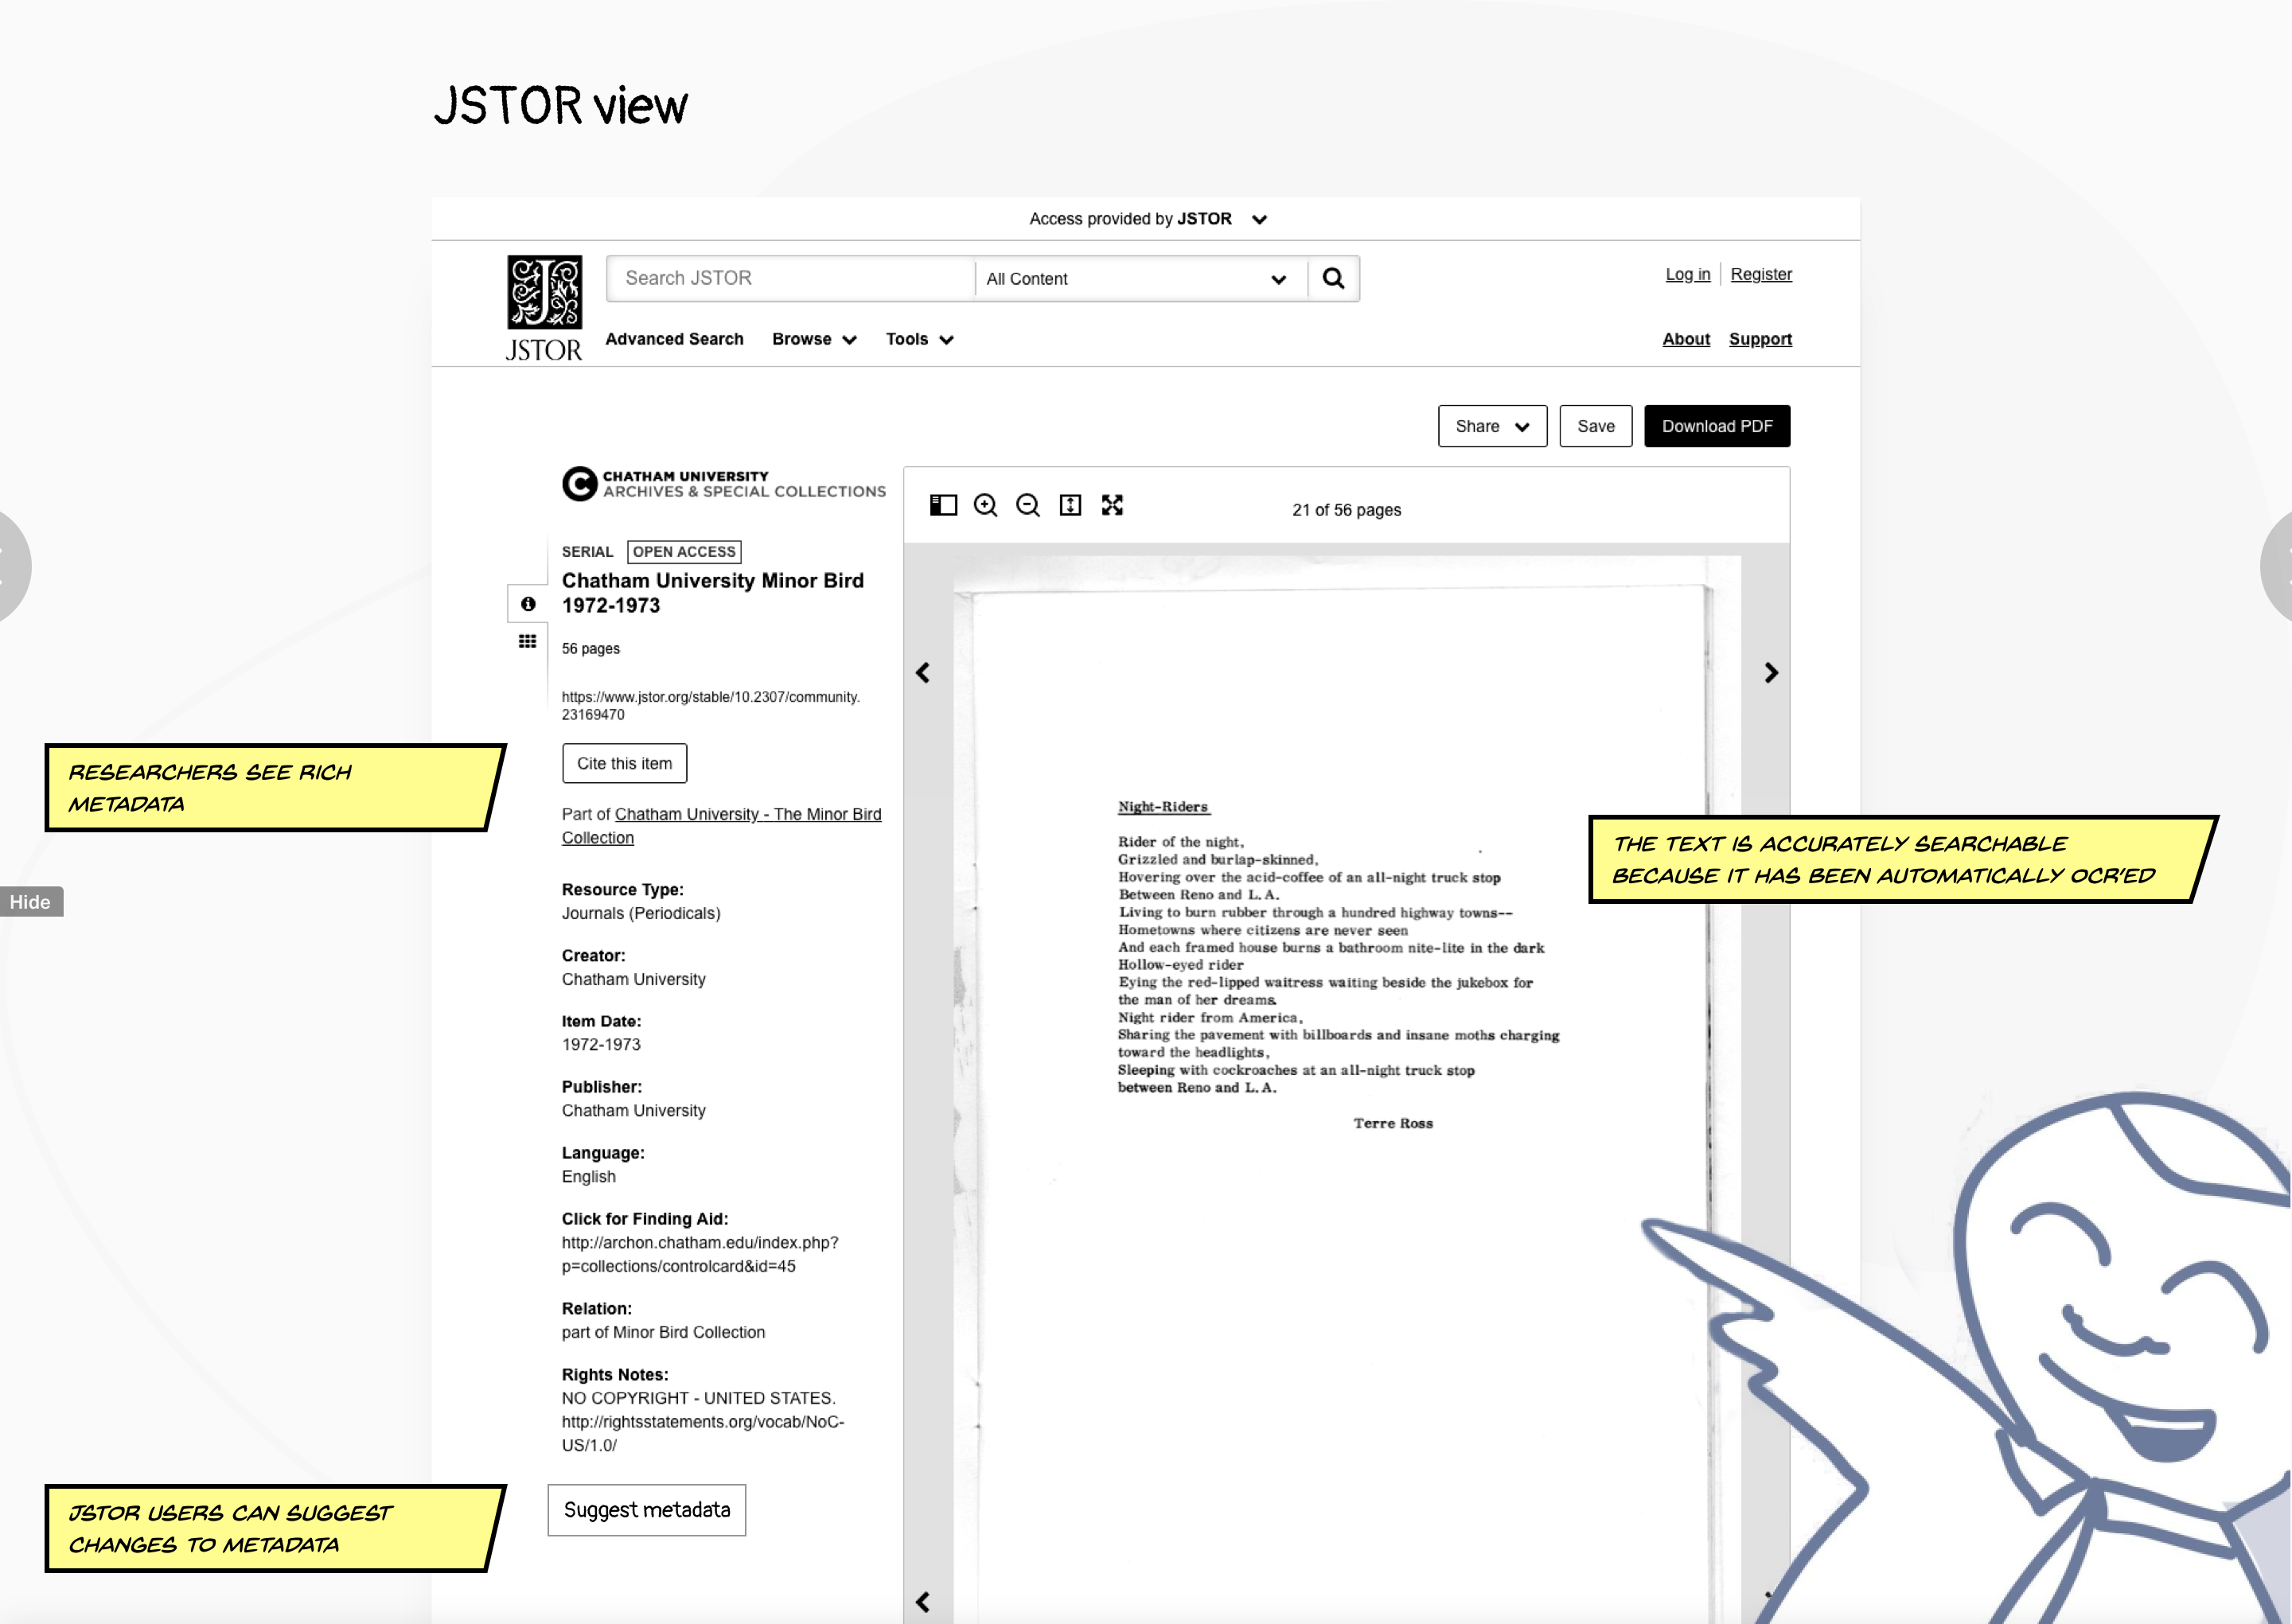 JSTOR view
Access provided by JSTOR
Search JSTOR
All Content
Log in
Register
JSTOR
Advanced Search
Browse
Tools
About
Support
Share
Save
Download PDF
CHATHAM UNIVERSITY
ARCHIVES & SPECIAL COLLECTIONS
SERIAL
OPEN ACCESS
Chatham University Minor Bird
1972-1973
56 pages
https://www.jstor.org/stable/10.2307/community.
23169470
Cite this item
Part of Chatham University - The Minor Bird
Collection
Resource Type:
Journals (Periodicals)
Creator:
Chatham University
Item Date:
1972-1973
Publisher:
Chatham University
Language:
English
Click for Finding Aid:
http://archon.chatham.edu/index.php?
p=collections/controlcard&id=45
Relation:
part of Minor Bird Collection
Rights Notes:
NO COPYRIGHT - UNITED STATES.
http://rightsstatements.org/vocab/NoC-
US/1.0/
Suggest metadata
21 of 56 pages
Night-Riders
Rider of the night,
Grizzled and burlap-skinned,
Hovering over the acid-coffee of an all-night truck stop
Between Reno and L.A.
Living to burn rubber through a hundred highway towns--
Hometowns where citizens are never seen
And each framed house burns a bathroom nite-lite in the dark
Hollow-eyed rider
Eying the red-lipped waitress waiting beside the jukebox for
the man of her dreams.
Night rider from America,
Sharing the pavement with billboards and insane moths charging
toward the headlights,
Sleeping with cockroaches at an all-night truck stop
between Reno and L.A.
Terre Ross
RESEARCHERS SEE RICH
METADATA
Hide
JSTOR USERS CAN SUGGEST
CHANGES TO METADATA
THE TEXT IS ACCURATELY SEARCHABLE
BECAUSE IT HAS BEEN AUTOMATICALLY OCR'ED